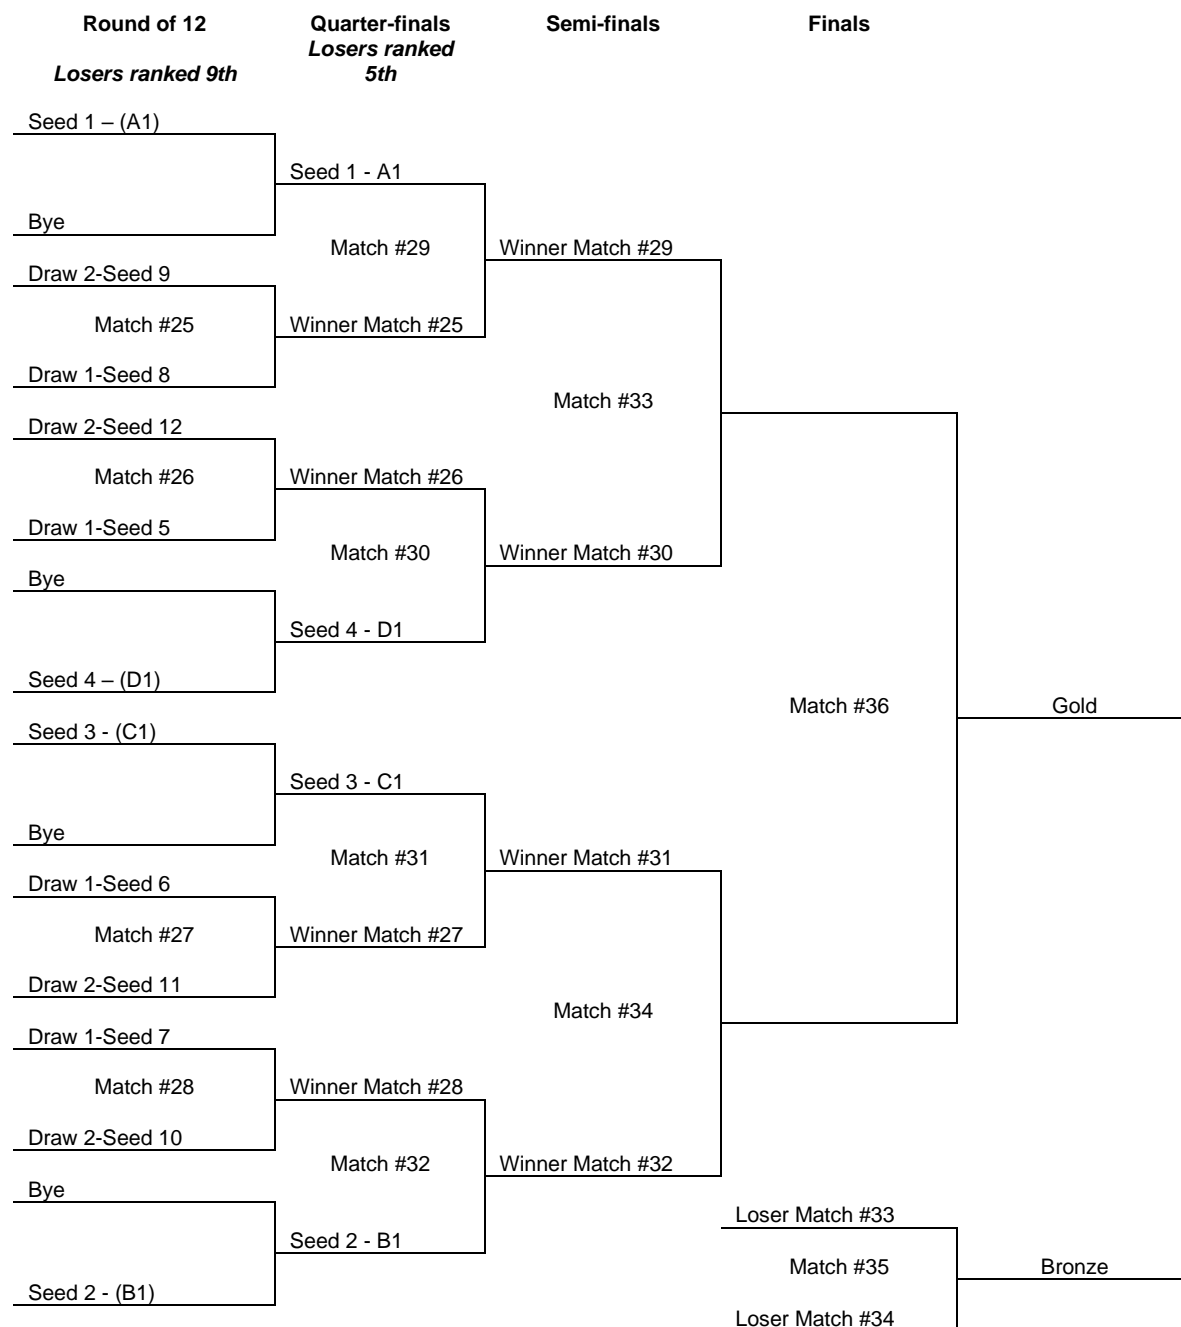 Round of 12
Losers ranked 9th
Quarter-finals
Losers ranked
5th
Semi-finals
Finals
Seed 1 – (A1)
Seed 1 - A1
Bye
Match #29
Winner Match #29
Draw 2-Seed 9
Match #25
Winner Match #25
Draw 1-Seed 8
Match #33
Draw 2-Seed 12
Match #26
Winner Match #26
Draw 1-Seed 5
Match #30
Winner Match #30
Bye
Seed 4 - D1
Seed 4 – (D1)
Match #36
Gold
Seed 3 - (C1)
Seed 3 - C1
Bye
Match #31
Winner Match #31
Draw 1-Seed 6
Match #27
Winner Match #27
Draw 2-Seed 11
Match #34
Draw 1-Seed 7
Match #28
Winner Match #28
Draw 2-Seed 10
Match #32
Winner Match #32
Bye
Loser Match #33
Seed 2 - B1
Match #35
Bronze
Seed 2 - (B1)
Loser Match #34